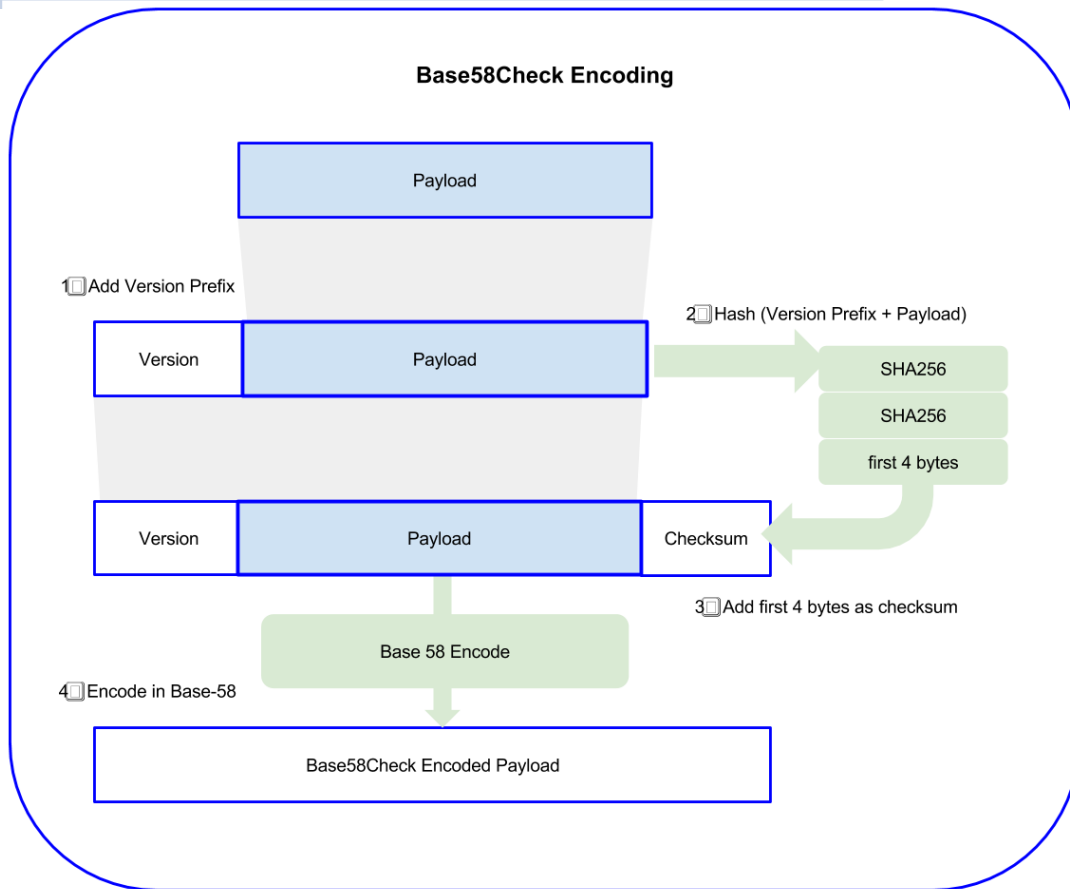 Base58Check Encoding
Payload
1 Add Version Prefix
2 Hash (Version Prefix + Payload)
Version
Payload
SHA256
SHA256
first 4 bytes
Version
Payload
Checksum
3 Add first 4 bytes as checksum
Base 58 Encode
4 Encode in Base-58
Base58Check Encoded Payload